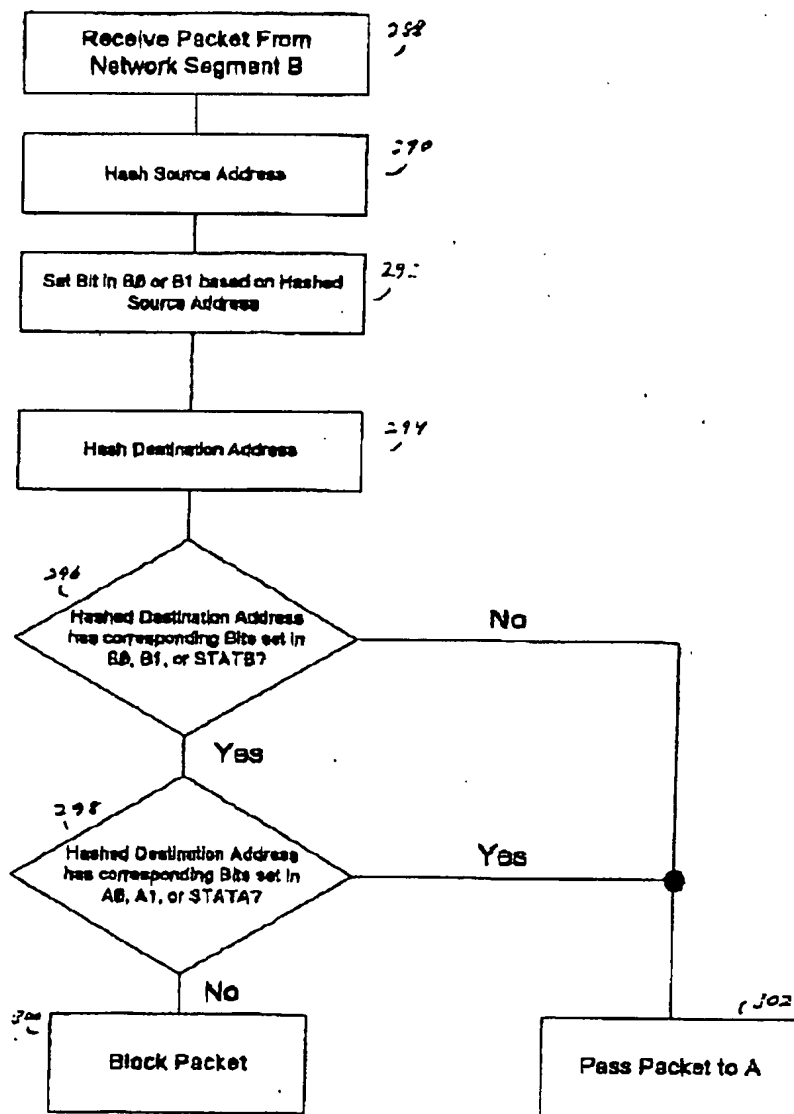 Receive Packet From
Network Segment B
288
Hash Source Address
290
Set Bit in B0 or B1 based on Hashed
Source Address
Hash Destination Address
294
296
Hashed Destination Address
has corresponding Bits set in
B0, B1, or STATB?
No
Yes
298
Hashed Destination Address
has corresponding Bits set in
A0, A1, or STATA?
Yes
No
300
Block Packet
302
Pass Packet to A